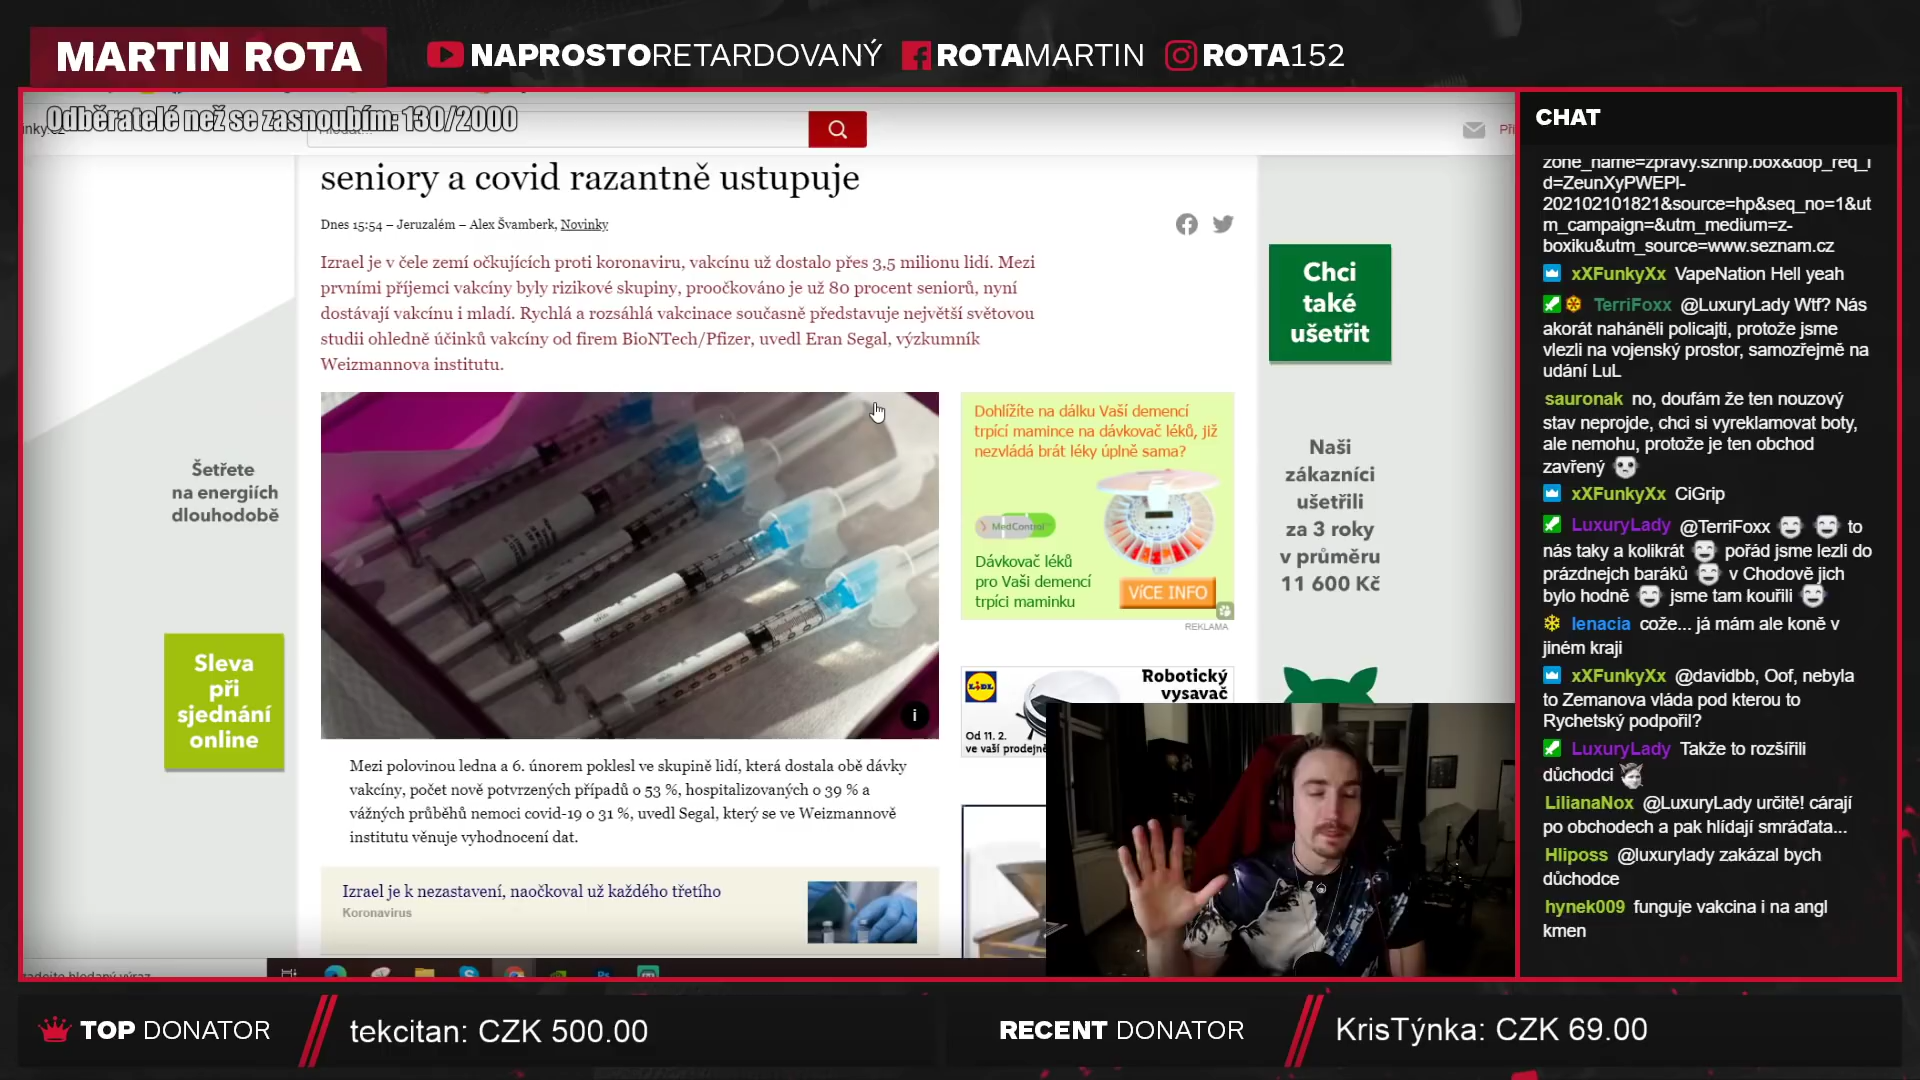 MARTIN ROTA
NAPROSTORETARDOVANÝ
ROTAMARTIN
ROTA152
Odběratelé než se zasnoubím: 130/2000
seniory a covid razantně ustupuje
Dnes 15:54 – Jeruzalém – Alex Švamberk, Novinky
Izrael je v čele zemí očkujících proti koronaviru, vakcínu už dostalo přes 3,5 milionu lidí. Mezi
prvními příjemci vakcíny byly rizikové skupiny, proočkováno je už 80 procent seniorů, nyní
dostávají vakcínu i mladí. Rychlá a rozsáhlá vakcinace současně představuje největší světovou
studii ohledně účinků vakcíny od firem BioNTech/Pfizer, uvedl Eran Segal, výzkumník
Weizmannova institutu.
Šetřete
na energiích
dlouhodobě
Sleva
při
sjednání
online
Dohlížíte na dálku Vaší demencí
trpící mamince na dávkovač léků, jíž
nezvládá brát léky úplně sama?
MedControl
Dávkovač léků
pro Vaši demencí
trpící maminku
VíCE INFO
REKLAMA
LIDL
Robotický
vysavač
Od 11. 2.
ve vaší prodejně
Chci
také
ušetřit
Naši
zákazníci
ušetřili
za 3 roky
v průměru
11 600 Kč
Mezi polovinou ledna a 6. únorem poklesl ve skupině lidí, která dostala obě dávky
vakcíny, počet nově potvrzených případů o 53 %, hospitalizovaných o 39 % a
vážných průběhů nemoci covid-19 o 31 %, uvedl Segal, který se ve Weizmannově
institutu věnuje vyhodnocení dat.
Izrael je k nezastavení, naočkoval už každého třetího
Koronavirus
CHAT
zone_name=zpravy.sznhp.box&dop_req_i
d=ZeunXyPWEPl-
202102101821&source=hp&seq_no=1&ut
m_campaign=&utm_medium=z-
boxiku&utm_source=www.seznam.cz
xXFunkyXx VapeNation Hell yeah
TerriFoxx @LuxuryLady Wtf? Nás
akorát naháněli policajti, protože jsme
vlezli na vojenský prostor, samozřejmě na
udání LuL
sauronak no, doufám že ten nouzový
stav neprojde, chci si vyreklamovat boty,
ale nemohu, protože je ten obchod
zavřený
xXFunkyXx CiGrip
LuxuryLady @TerriFoxx to
nás taky a kolikrát pořád jsme lezli do
prázdnejch baráků v Chodově jich
bylo hodně jsme tam kouřili
lenacia cože... já mám ale koně v
jiném kraji
xXFunkyXx @davidbb, Oof, nebyla
to Zemanova vláda pod kterou to
Rychetský podpořil?
LuxuryLady Takže to rozšířili
důchodci
LilianaNox @LuxuryLady určitě! cárají
po obchodech a pak hlídají smráďata...
Hliposs @luxurylady zakázal bych
důchodce
hynek009 funguje vakcina i na angl
kmen
TOP DONATOR
tekcitan: CZK 500.00
RECENT DONATOR
KrisTýnka: CZK 69.00